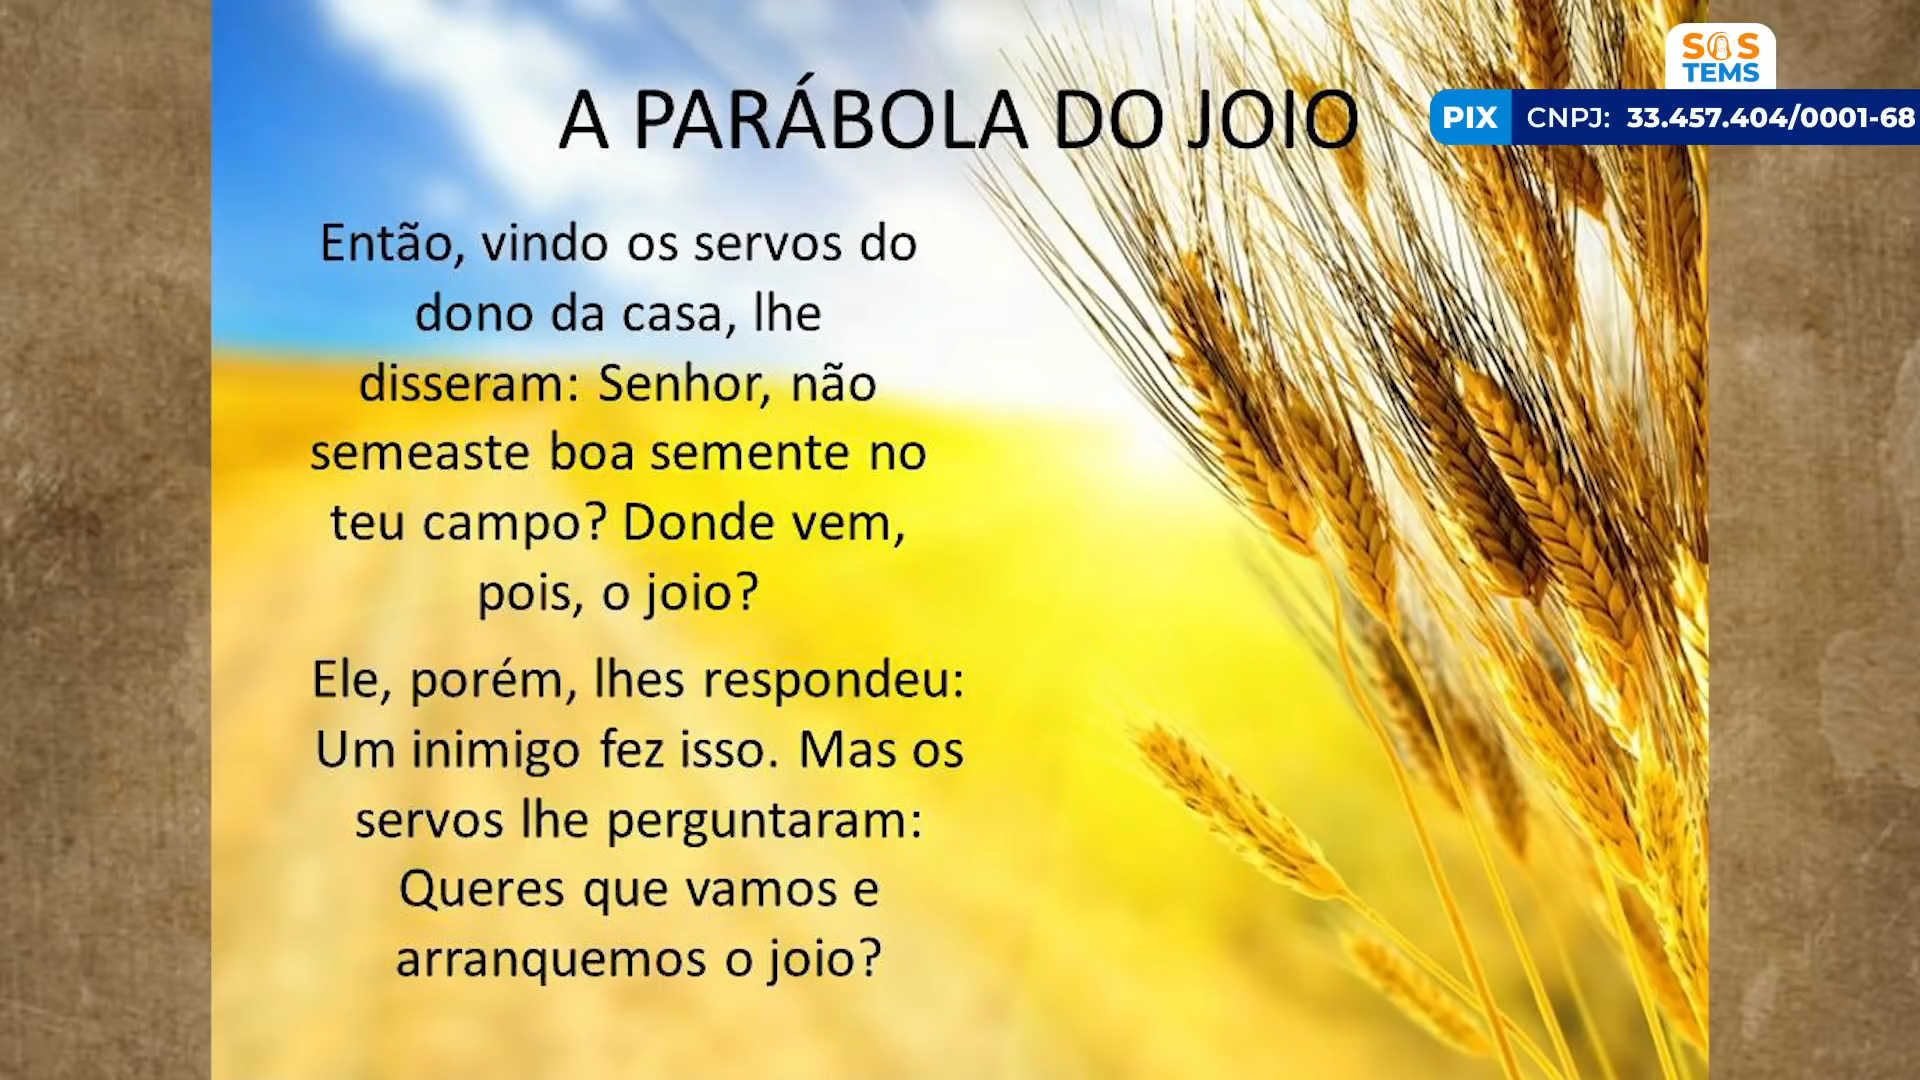 SOS
TEMS
PIX CNPJ: 33.457.404/0001-68
A PARÁBOLA DO JOIO
Então, vindo os servos do
dono da casa, lhe
disseram: Senhor, não
semeaste boa semente no
teu campo? Donde vem,
pois, o joio?
Ele, porém, lhes respondeu:
Um inimigo fez isso. Mas os
servos lhe perguntaram:
Queres que vamos e
arranquemos o joio?